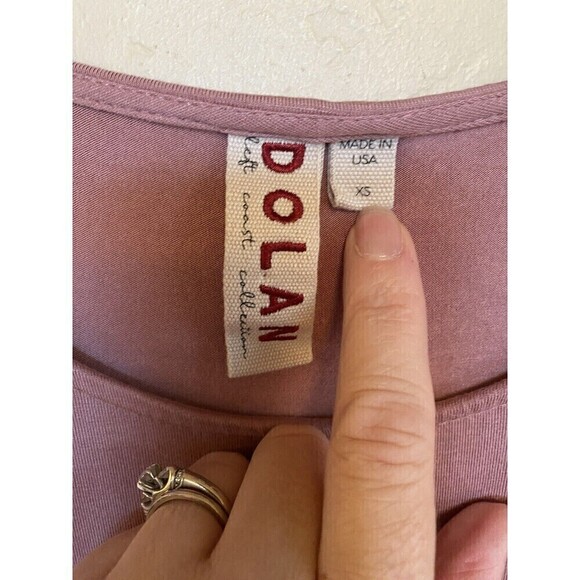 DOLAN
left coast collection
MADE IN
USA
XS